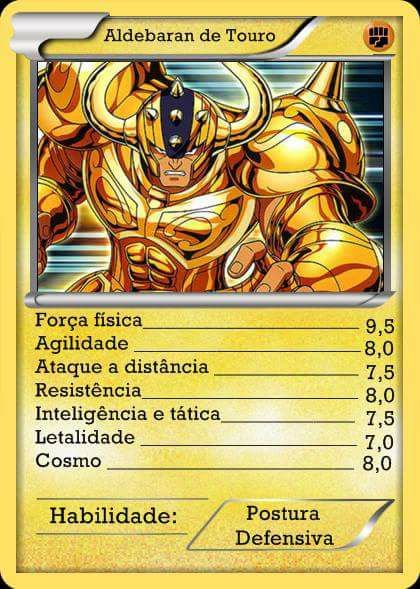 Aldebaran de Touro
Força física 9,5
Agilidade 8,0
Ataque a distância 7,5
Resistência 8,0
Inteligência e tática 7,5
Letalidade 7,0
Cosmo 8,0
Habilidade: Postura
Defensiva